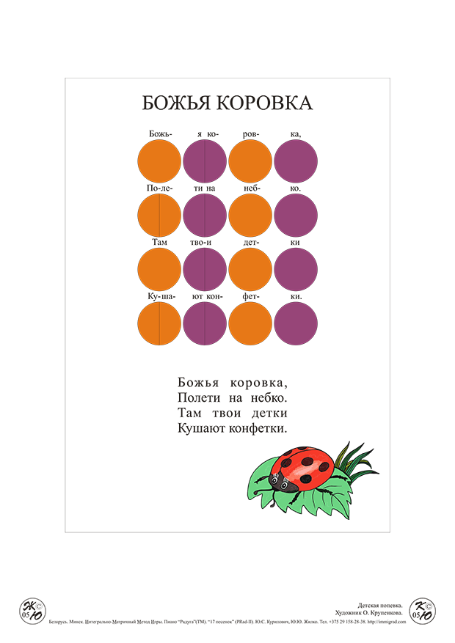 БОЖЬЯ КОРОВКА
Божь- я ко- ров- ка,
По-ле- ти на неб- ко.
Там тво-и дет- ки
Ку-ша- ют кон- фет- ки.
Божья коровка,
Полети на небко.
Там твои детки
Кушают конфетки.
Детская попевка.
Художник О. Крупенкова.